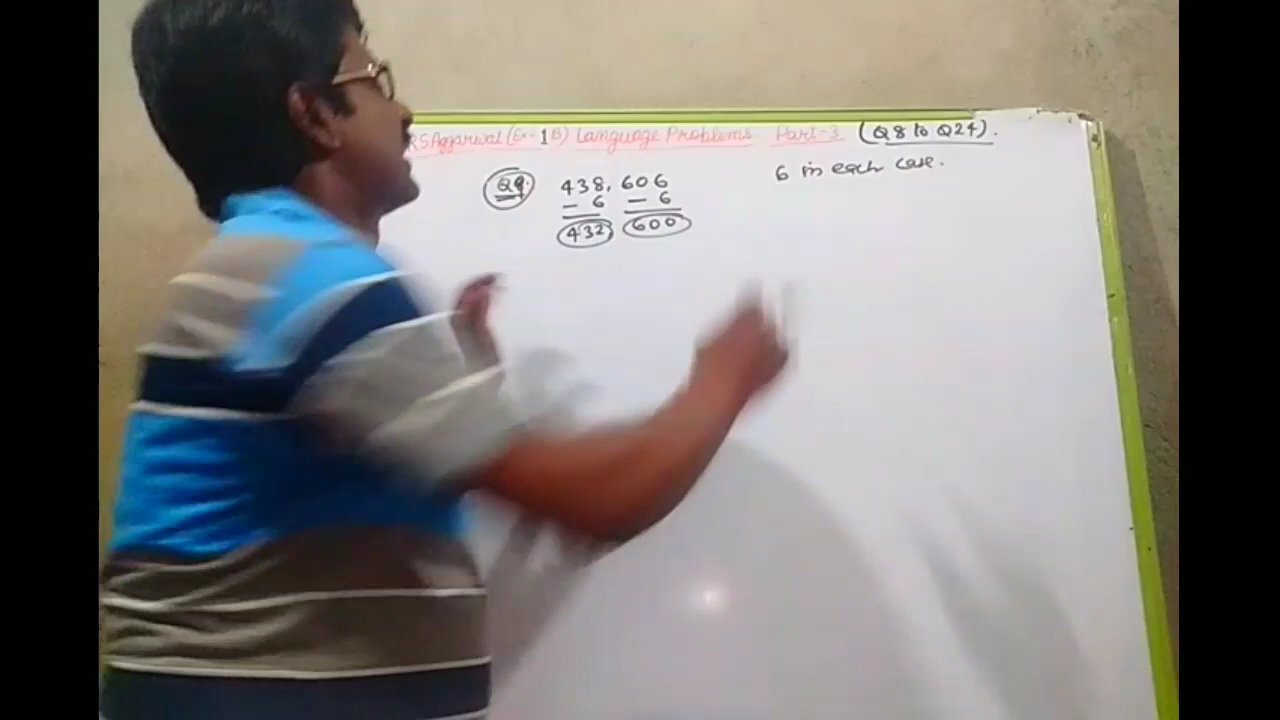 RS Aggarwal (Ex-1B) Language Problems Part-3. (Q8 to Q24).
6 in each case.
Q9. 438, 606
- 6 - 6
432, 600